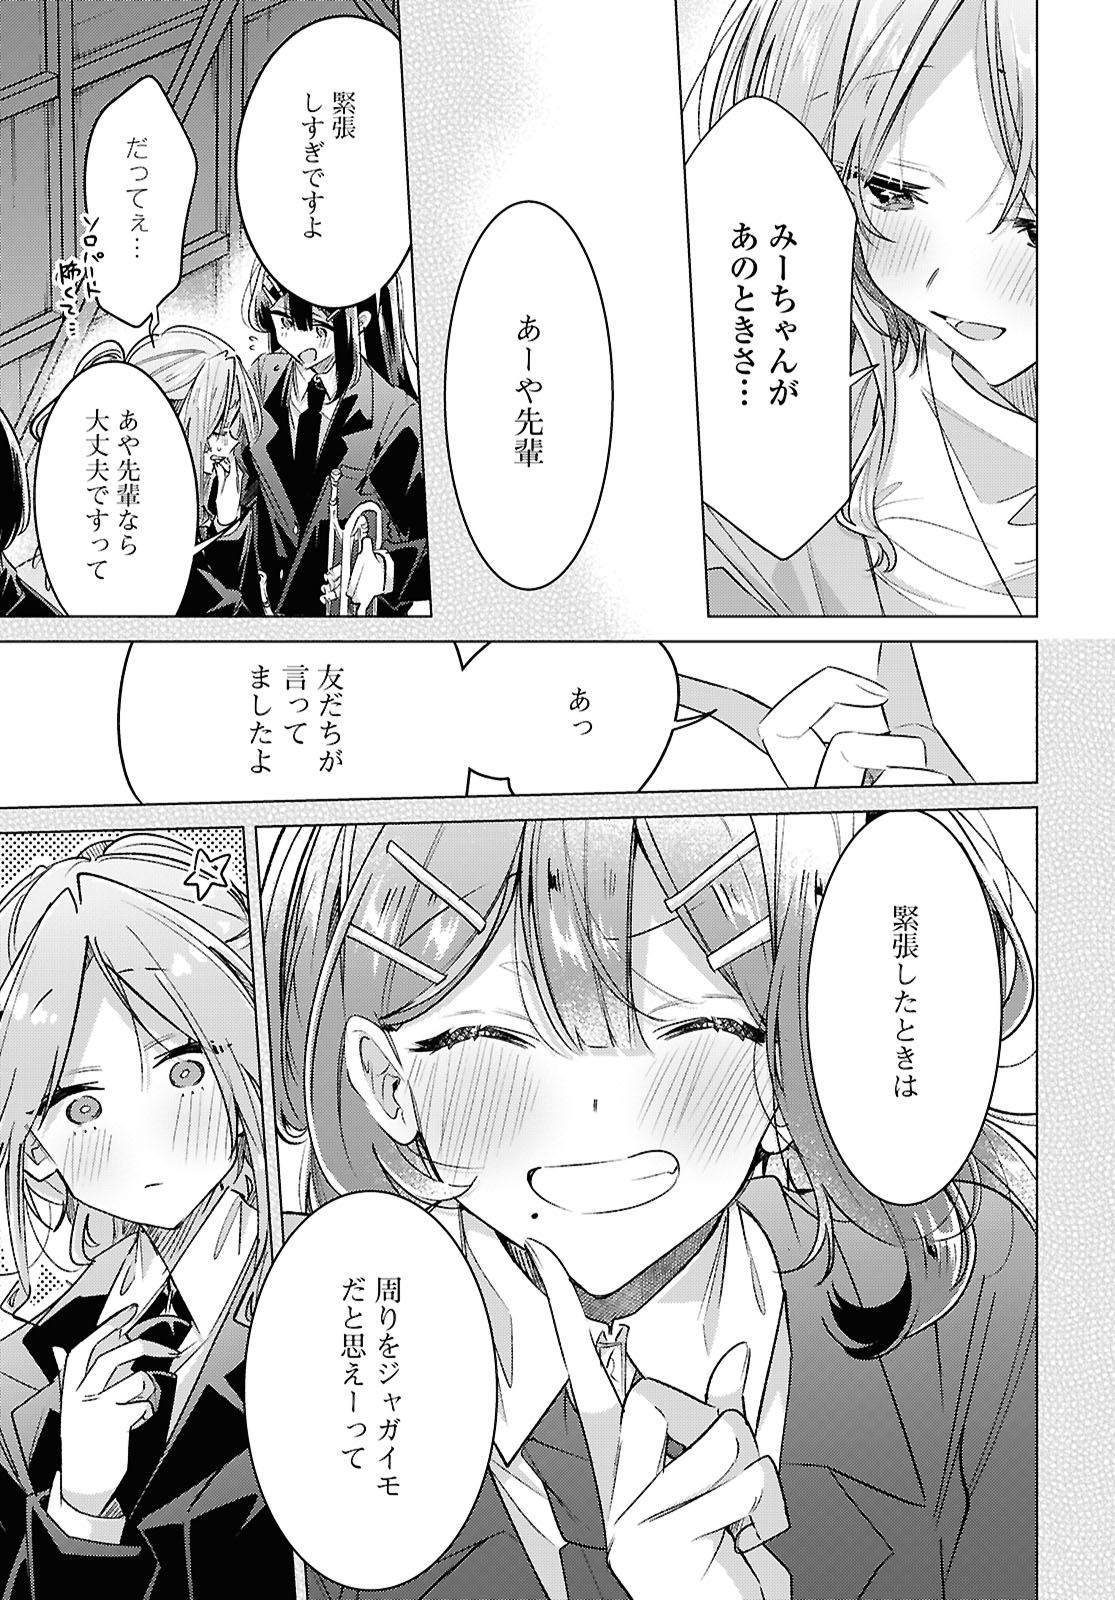 みーちゃんが
あのときさ…
あーや先輩
緊張
しすぎですよ
だってぇ…
ソロパート
怖くて…
あや先輩なら
大丈夫ですって
あっ
友だちが
言って
ましたよ
緊張したときは
周りをジャガイモ
だと思えーって